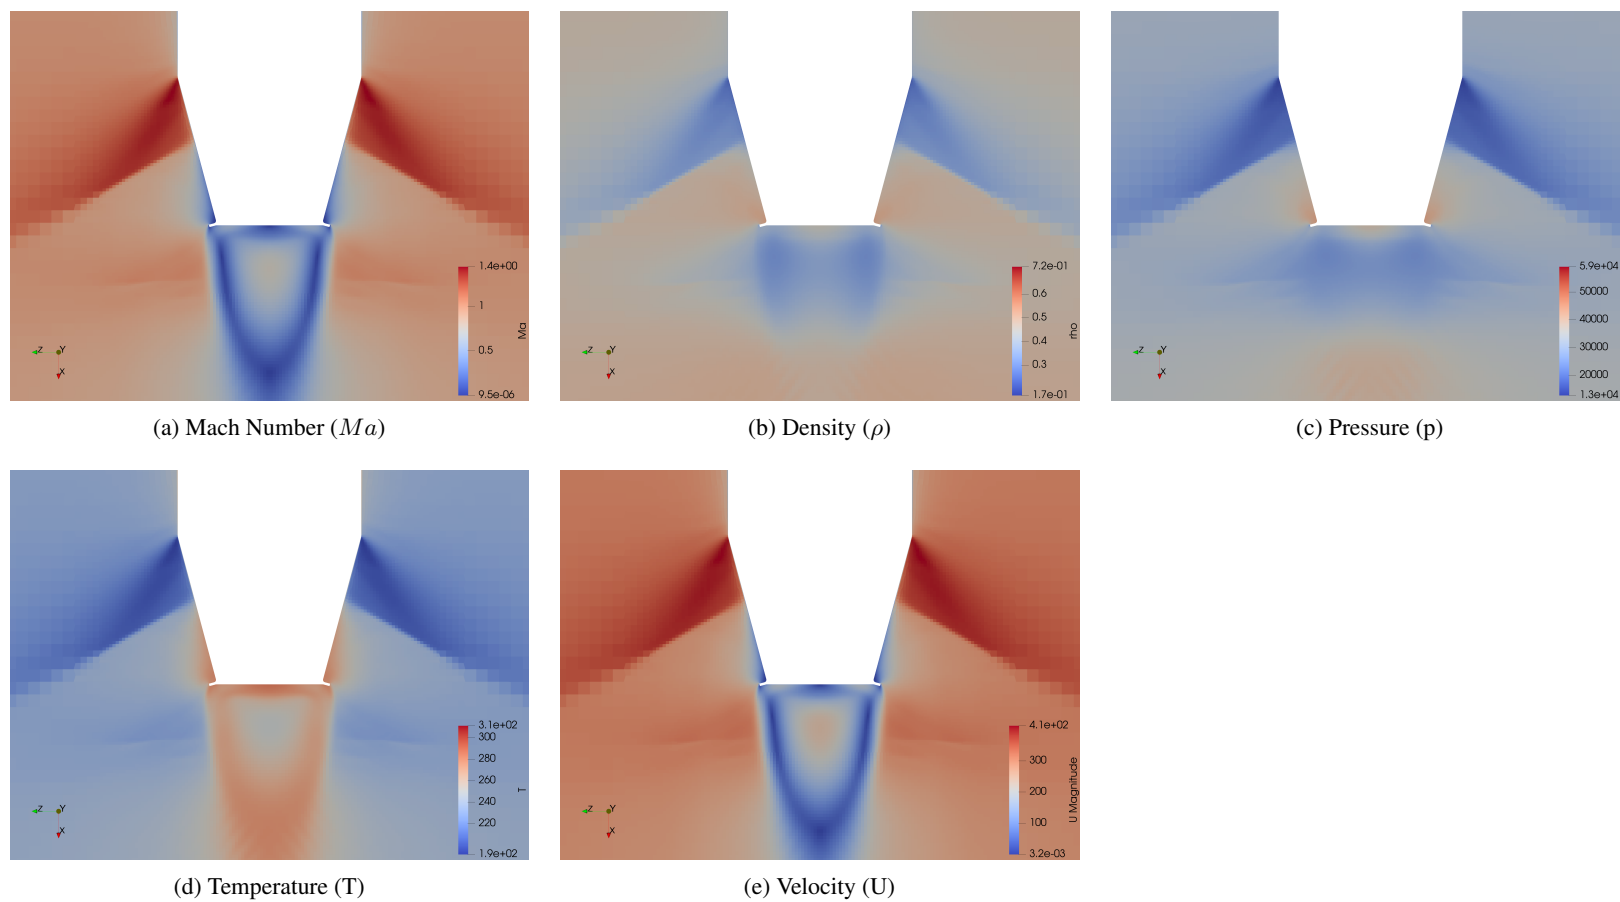 1.4e+00
1
0.5
9.5e-06
Ma
Z
Y
X
(a) Mach Number (Ma)
7.2e-01
0.6
0.5
0.4
0.3
1.7e-01
rho
Z
Y
X
(b) Density (ρ)
5.9e+04
50000
40000
30000
20000
1.3e+04
Z
Y
X
(c) Pressure (p)
3.1e+02
300
280
260
240
220
1.9e+02
T
Z
Y
X
(d) Temperature (T)
4.1e+02
300
200
100
3.2e-03
U Magnitude
Z
Y
X
(e) Velocity (U)